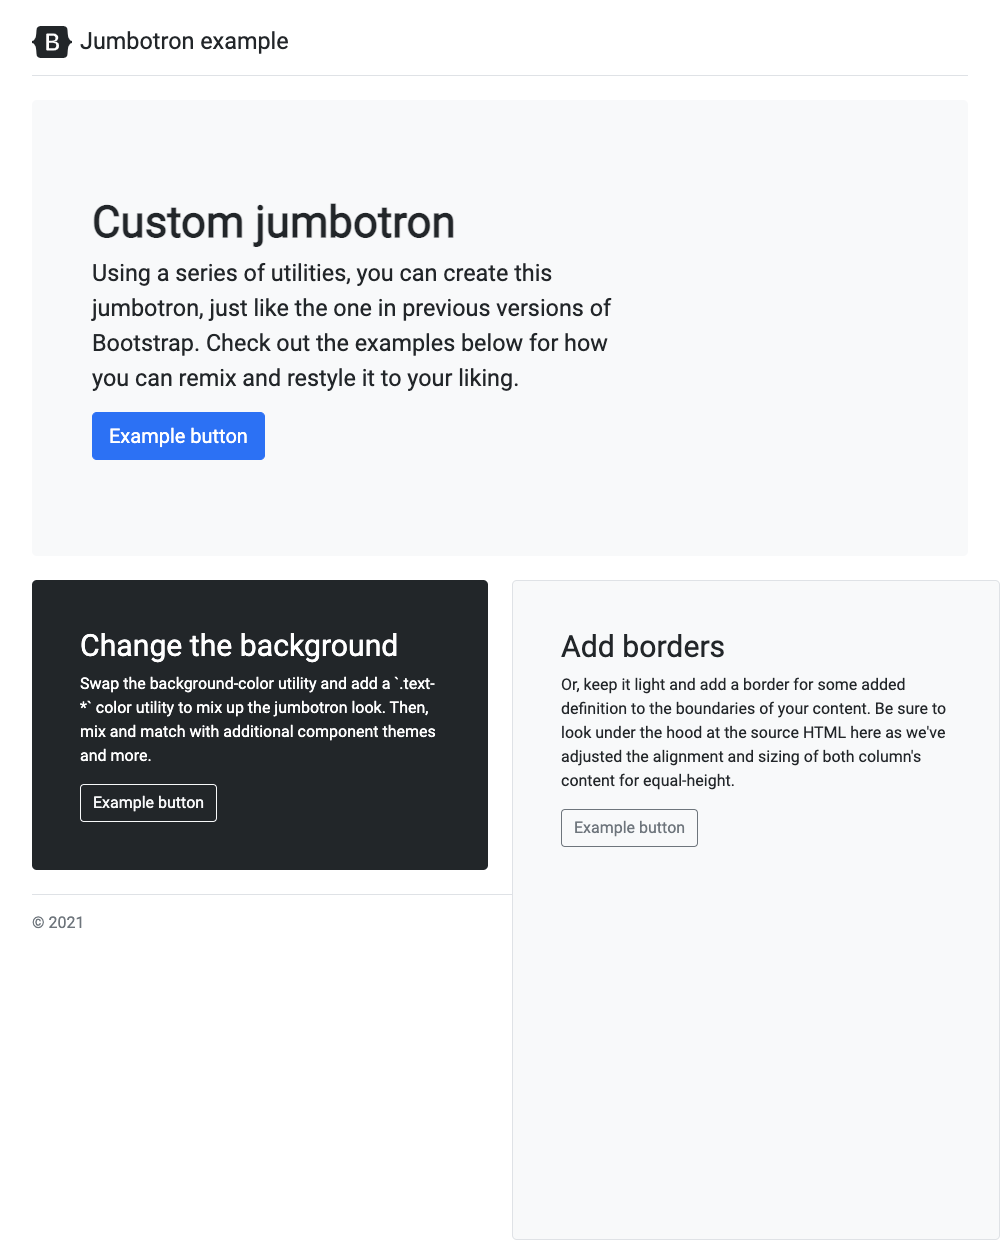 B Jumbotron example
Custom jumbotron
Using a series of utilities, you can create this
jumbotron, just like the one in previous versions of
Bootstrap. Check out the examples below for how
you can remix and restyle it to your liking.
Example button
Change the background
Swap the background-color utility and add a `.text-
*` color utility to mix up the jumbotron look. Then,
mix and match with additional component themes
and more.
Example button
Add borders
Or, keep it light and add a border for some added
definition to the boundaries of your content. Be sure to
look under the hood at the source HTML here as we've
adjusted the alignment and sizing of both column's
content for equal-height.
Example button
© 2021